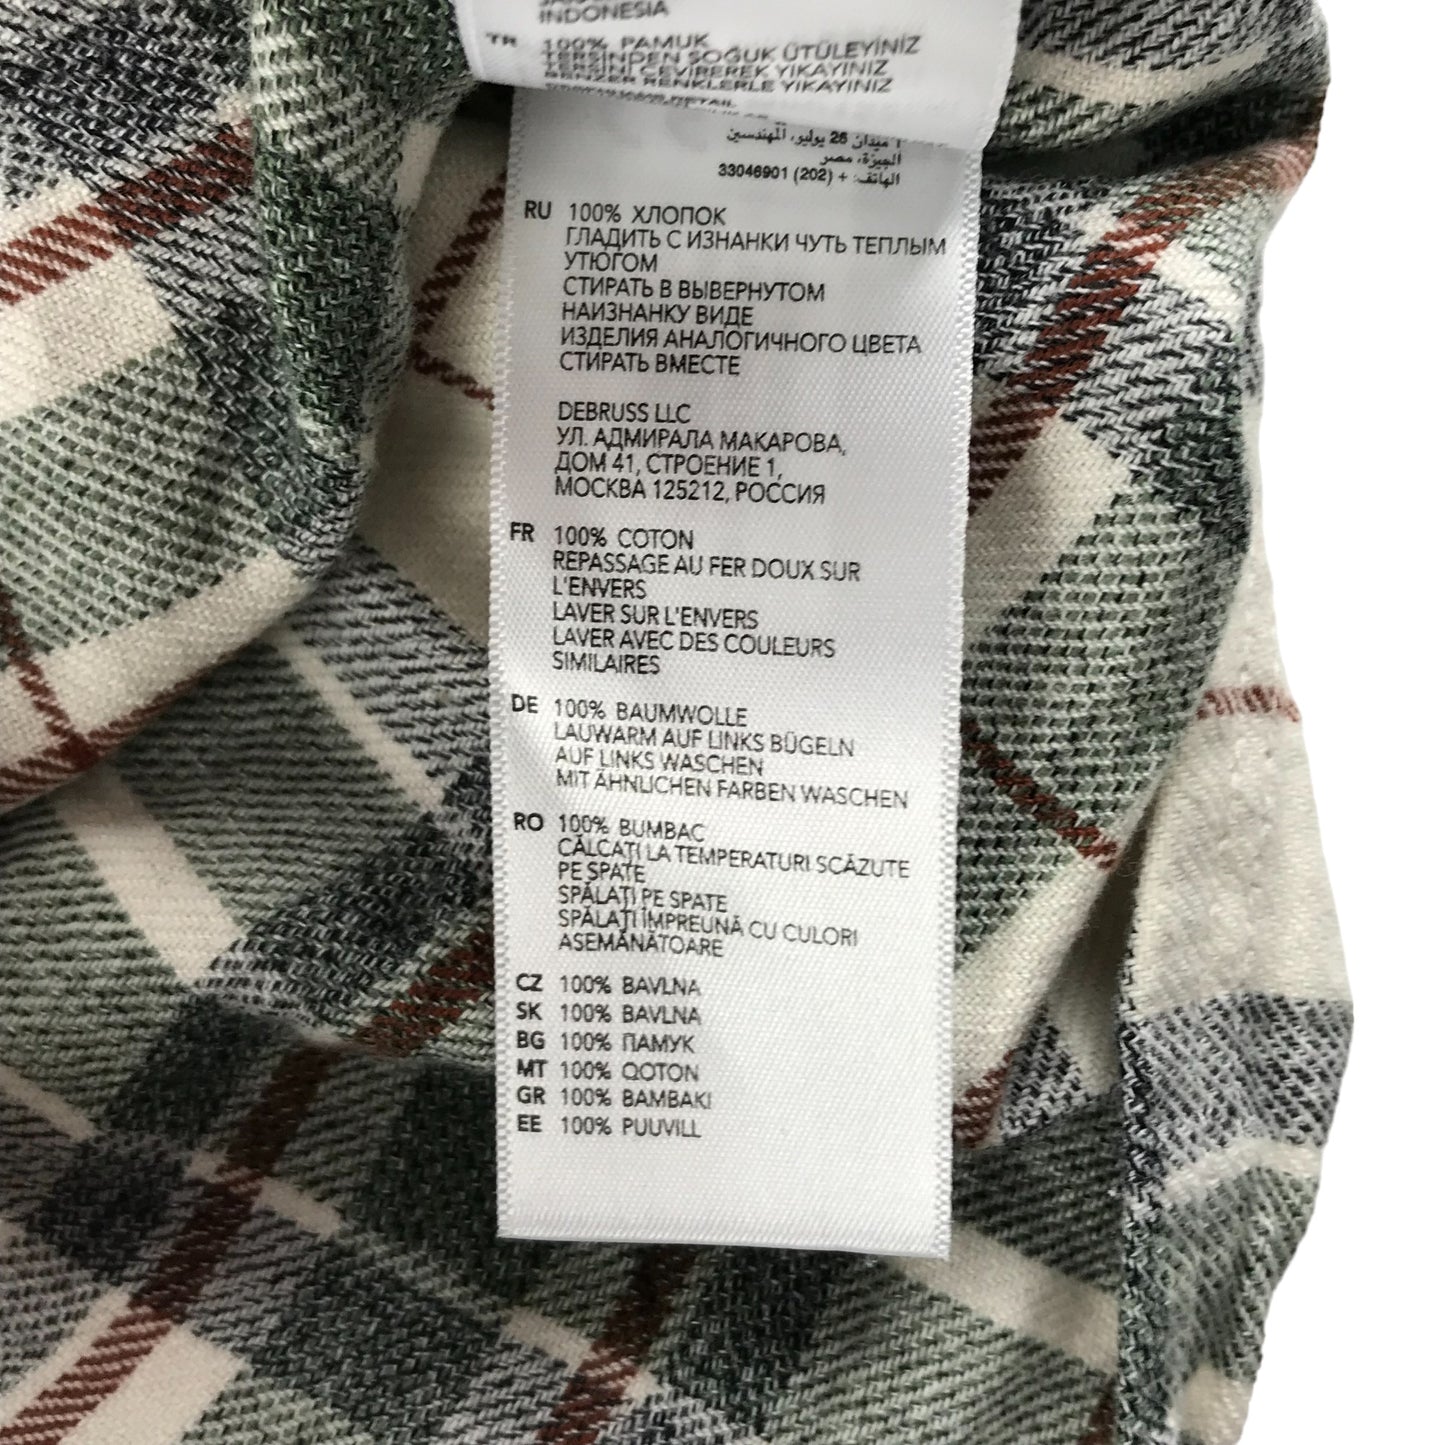 INDONESIA
TR 100% PAMUK
TERSİNDEN SOĞUK ÜTÜLEYİNİZ
TERSİNİ ÇEVİREREK YIKAYINIZ
BENZER RENKLERLE YIKAYINIZ
ميدان 26 يوليو، المهندسين
الجيزة، مصر
الهاتف: + (202) 33046901
RU 100% ХЛОПОК
ГЛАДИТЬ С ИЗНАНКИ ЧУТЬ ТЕПЛЫМ
УТЮГОМ
СТИРАТЬ В ВЫВЕРНУТОМ
НАИЗНАНКУ ВИДЕ
ИЗДЕЛИЯ АНАЛОГИЧНОГО ЦВЕТА
СТИРАТЬ ВМЕСТЕ
DEBRUSS LLC
УЛ. АДМИРАЛА МАКАРОВА,
ДОМ 41, СТРОЕНИЕ 1,
МОСКВА 125212, РОССИЯ
FR 100% COTON
REPASSAGE AU FER DOUX SUR
L'ENVERS
LAVER SUR L'ENVERS
LAVER AVEC DES COULEURS
SIMILAIRES
DE 100% BAUMWOLLE
LAUWARM AUF LINKS BÜGELN
AUF LINKS WASCHEN
MIT ÄHNLICHEN FARBEN WASCHEN
RO 100% BUMBAC
CĂLCAȚI LA TEMPERATURI SCĂZUTE
PE SPATE
SPĂLAȚI PE SPATE
SPĂLAȚI ÎMPREUNĂ CU CULORI
ASEMĂNĂTOARE
CZ 100% BAVLNA
SK 100% BAVLNA
BG 100% ПАМУК
MT 100% QOTON
GR 100% BAMBAKI
EE 100% PUUVILL